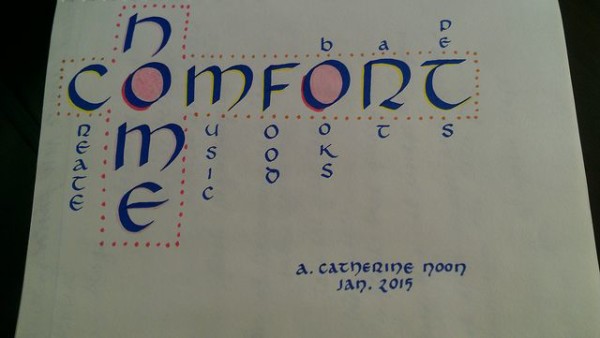 HOME
COMFORT
CREATE
MUSIC
FOOD
bOOKS
aRT
PETS
A. CATHERINE NOON
JAN. 2015